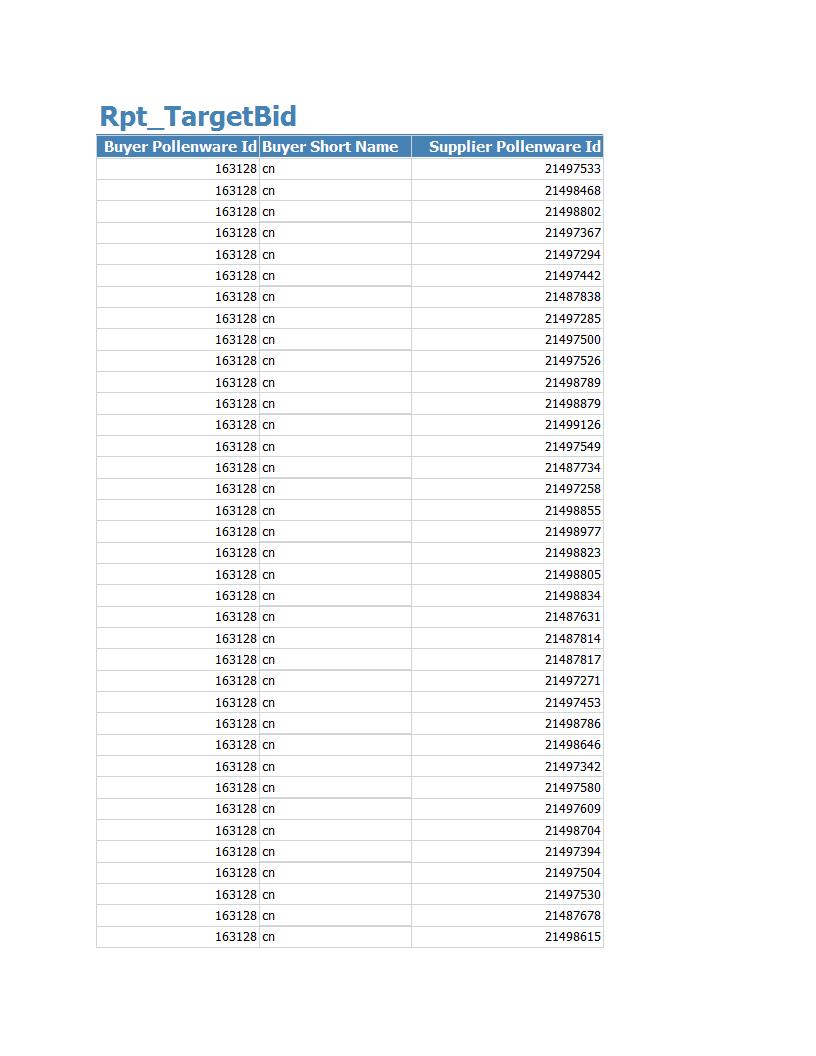 Rpt_TargetBid
Buyer Pollenware Id Buyer Short Name Supplier Pollenware Id
163128 cn 21497533
163128 cn 21498468
163128 cn 21498802
163128 cn 21497367
163128 cn 21497294
163128 cn 21497442
163128 cn 21487838
163128 cn 21497285
163128 cn 21497500
163128 cn 21497526
163128 cn 21498789
163128 cn 21498879
163128 cn 21499126
163128 cn 21497549
163128 cn 21487734
163128 cn 21497258
163128 cn 21498855
163128 cn 21498977
163128 cn 21498823
163128 cn 21498805
163128 cn 21498834
163128 cn 21487631
163128 cn 21487814
163128 cn 21487817
163128 cn 21497271
163128 cn 21497453
163128 cn 21498786
163128 cn 21498646
163128 cn 21497342
163128 cn 21497580
163128 cn 21497609
163128 cn 21498704
163128 cn 21497394
163128 cn 21497504
163128 cn 21497530
163128 cn 21487678
163128 cn 21498615